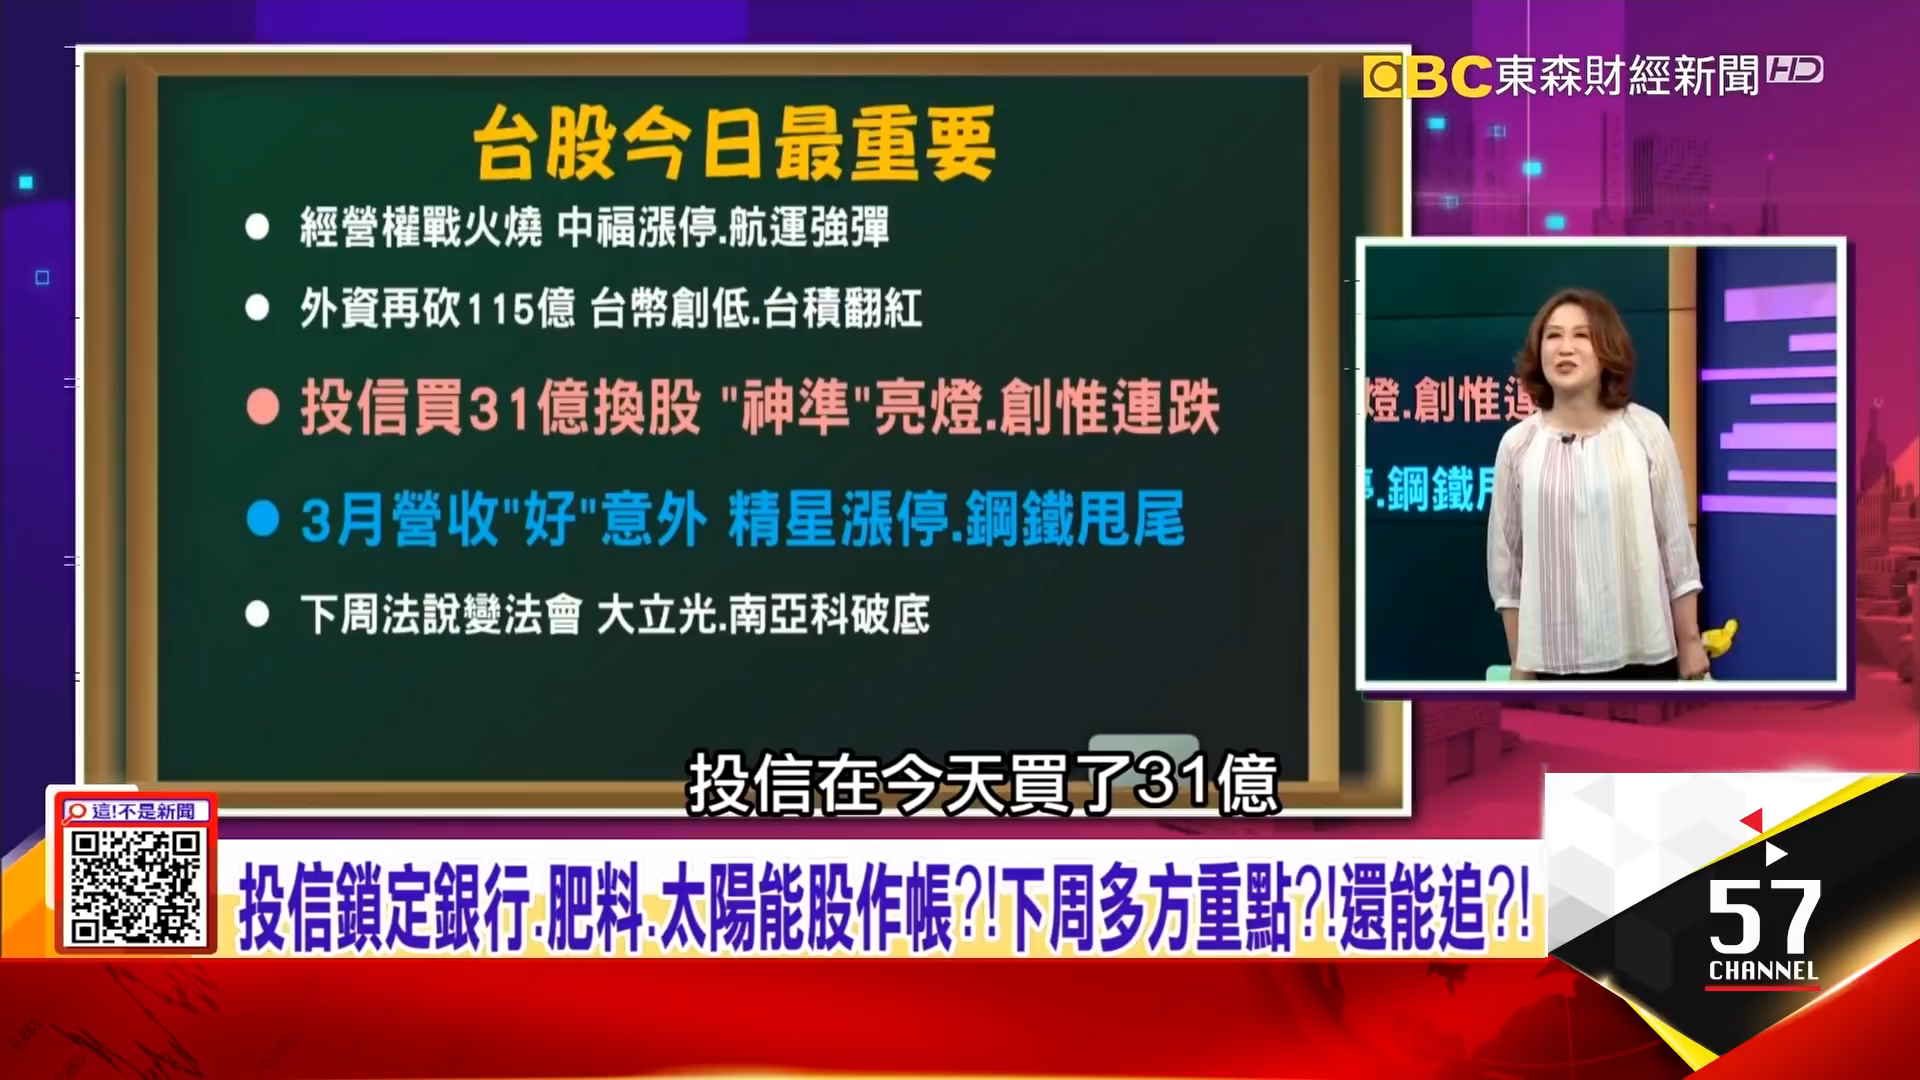 EBC東森財經新聞HD
台股今日最重要
經營權戰火燒 中福漲停.航運強彈
外資再砍115億 台幣創低.台積翻紅
投信買31億換股 "神準"亮燈.創惟連跌
3月營收"好"意外 精星漲停.鋼鐵甩尾
下周法說變法會 大立光.南亞科破底
燈.創惟連
.鋼鐵甩
投信在今天買了31億
這!不是新聞
投信鎖定銀行.肥料.太陽能股作帳?!下周多方重點?!還能追?!
57
CHANNEL